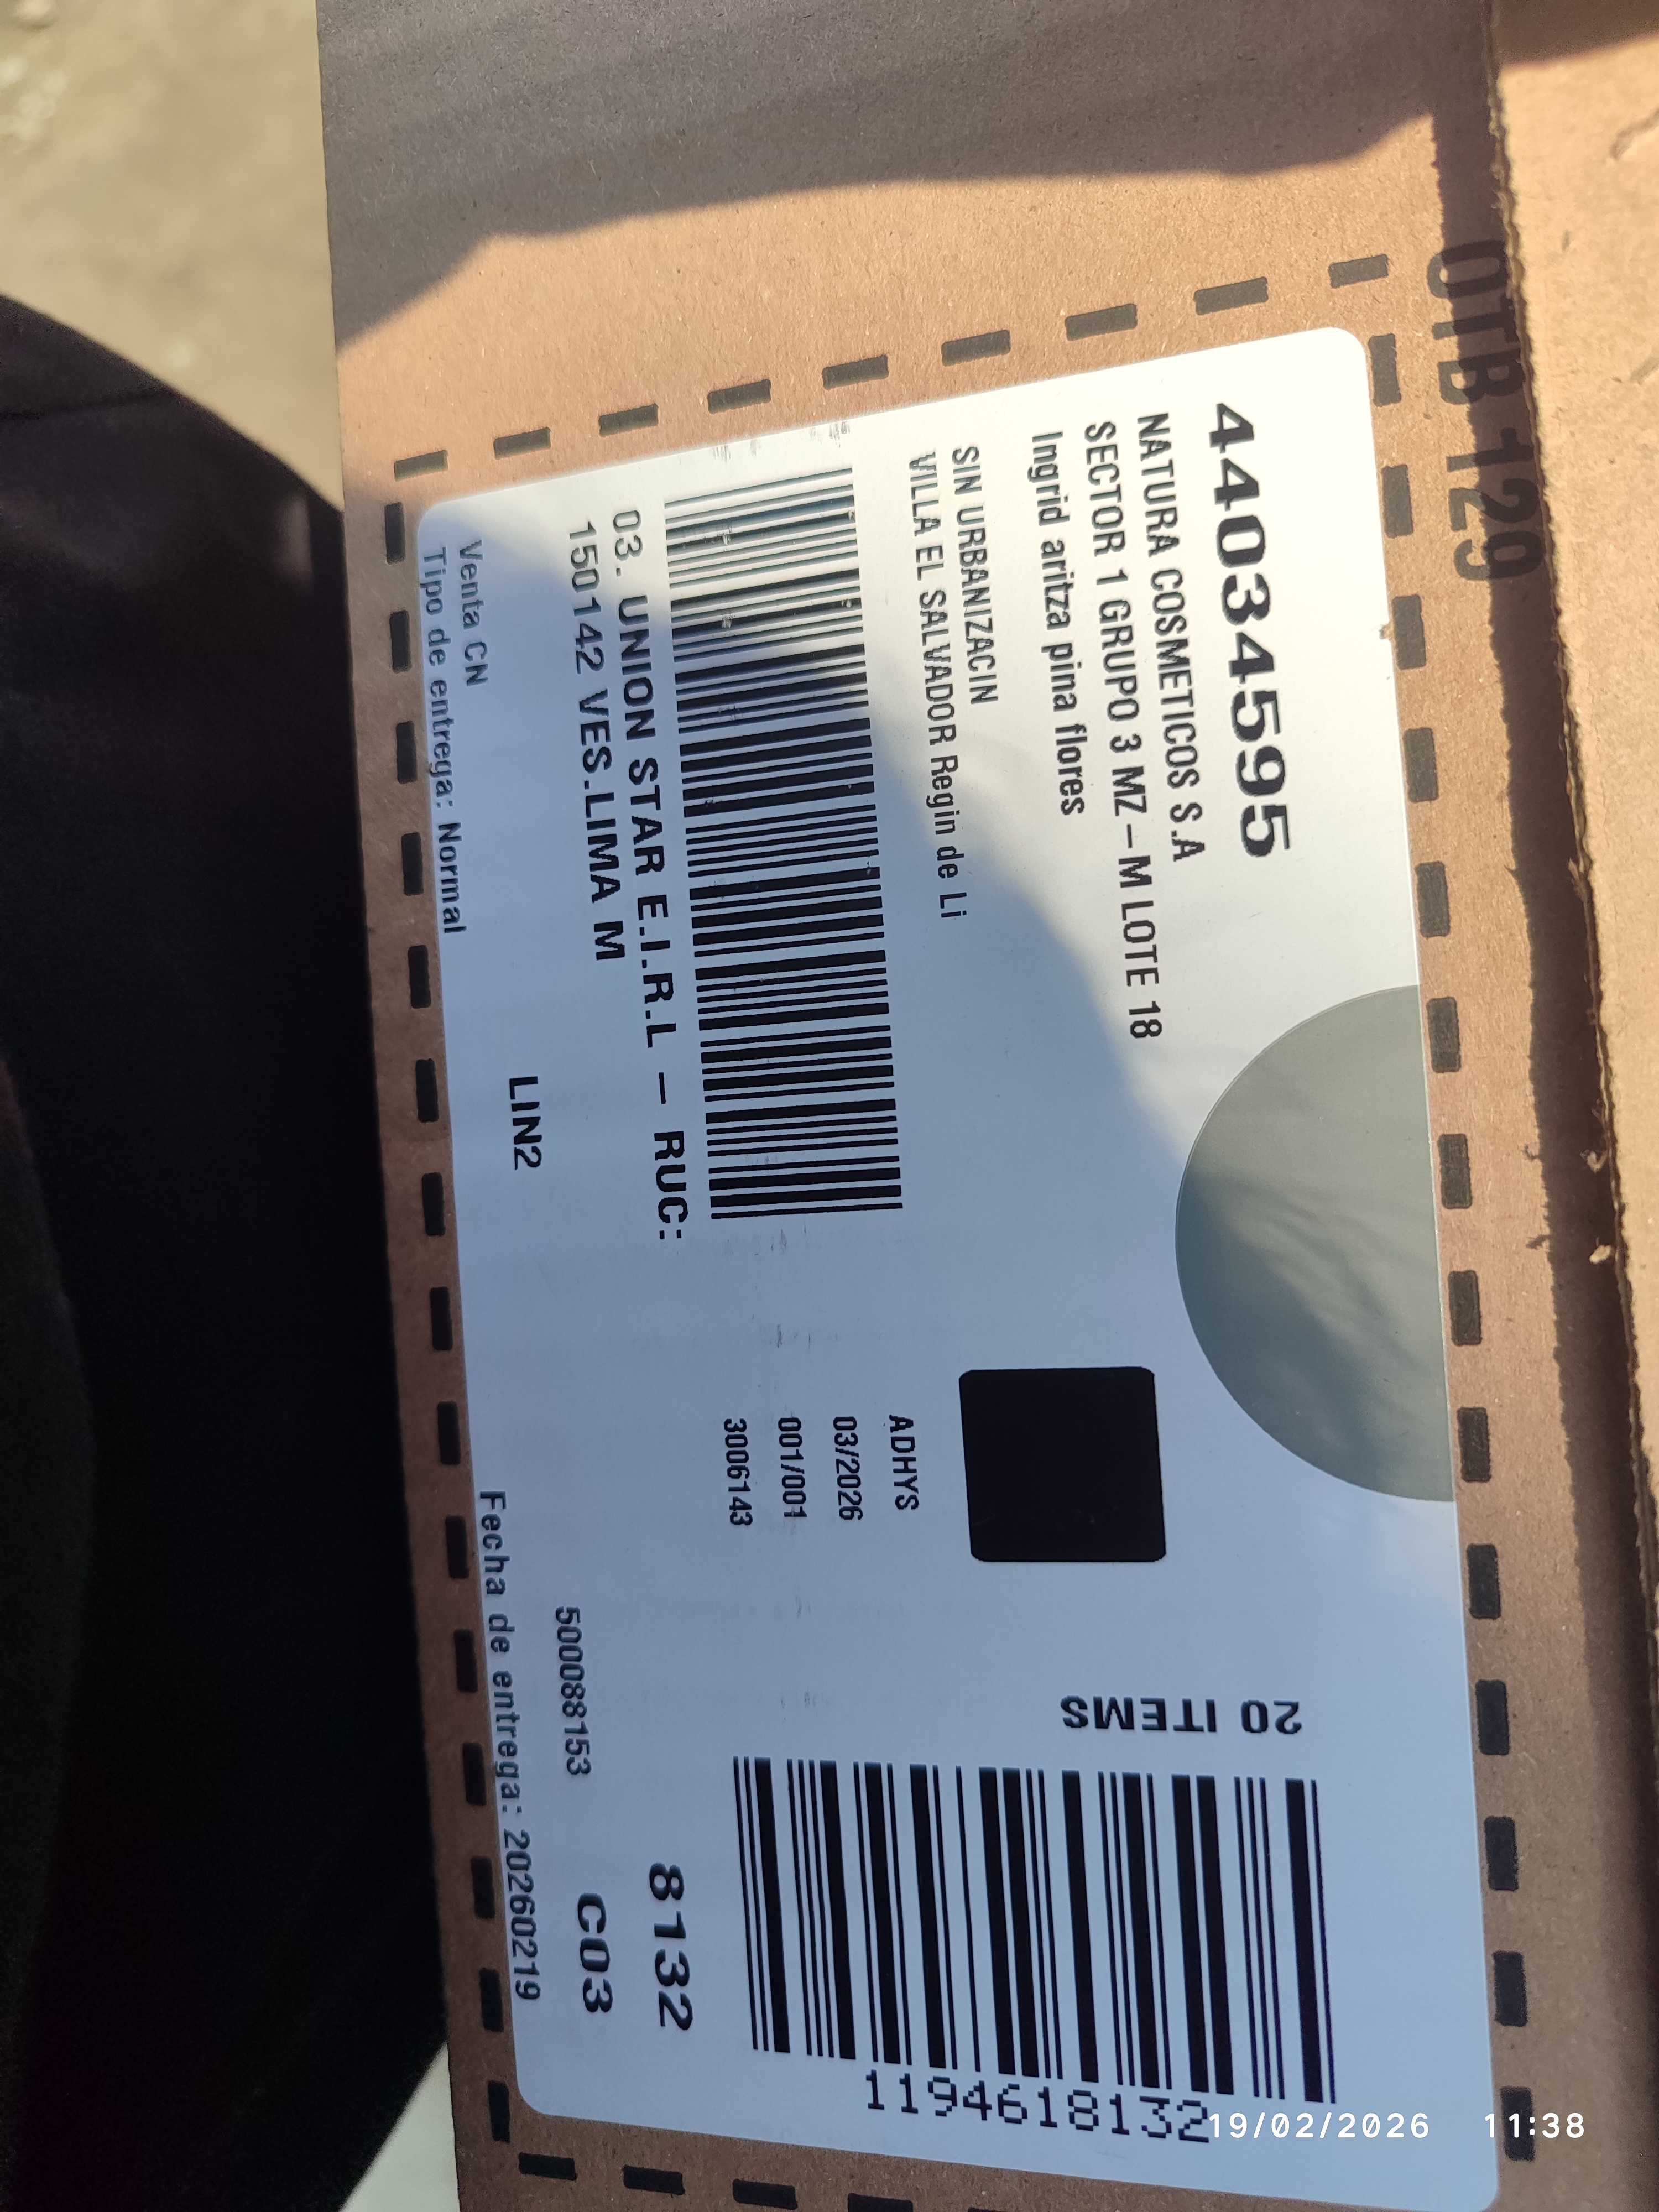 OTB 129
440345​95
NATURA COSMETICOS S.A
SECTOR 1 GRUPO 3 MZ-M LOTE 18
Ingrid aritza pina flores
SIN URBANIZACIN
VILLA EL SALVADOR Regin de Li
03. UNION STAR E.I.R.L - RUC:
150142 VES.LIMA M
Venta CN
Tipo de entrega: Normal
LIN2
ADHYS
03/2026
001/001
3006143
20 ITEMS
1194618132
8132
C03
500088153
Fecha de entrega: 20260219
19/02/2026 11:38